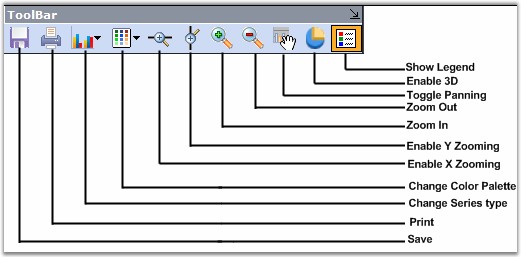 ToolBar
Show Legend
Enable 3D
Toggle Panning
Zoom Out
Zoom In
Enable Y Zooming
Enable X Zooming
Change Color Palette
Change Series type
Print
Save